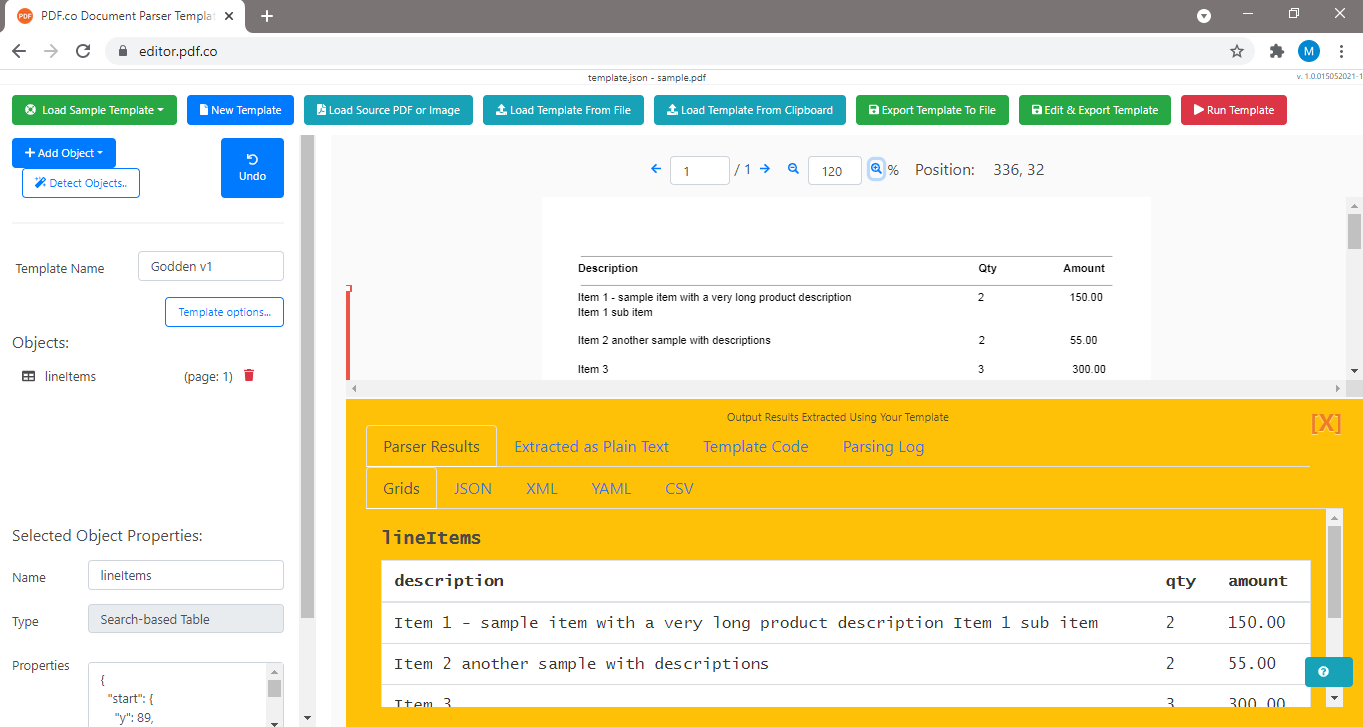 PDF.co Document Parser Templa
editor.pdf.co
M
template.json - sample.pdf
v. 1.0.015052021-1
Load Sample Template
New Template
Load Source PDF or Image
Load Template From File
Load Template From Clipboard
Export Template To File
Edit & Export Template
Run Template
Add Object
Detect Objects..
Undo
1 / 1
120 %
Position: 336, 32
Template Name
Godden v1
Template options...
Objects:
lineItems (page: 1)
Selected Object Properties:
Name
lineItems
Type
Search-based Table
Properties
{
"start": {
"y": 89,
Description Qty Amount
Item 1 - sample item with a very long product description 2 150.00
Item 1 sub item
Item 2 another sample with descriptions 2 55.00
Item 3 3 300.00
Output Results Extracted Using Your Template
[X]
Parser Results Extracted as Plain Text Template Code Parsing Log
Grids JSON XML YAML CSV
lineItems
description qty amount
Item 1 - sample item with a very long product description Item 1 sub item 2 150.00
Item 2 another sample with descriptions 2 55.00
Item 3 3 300.00